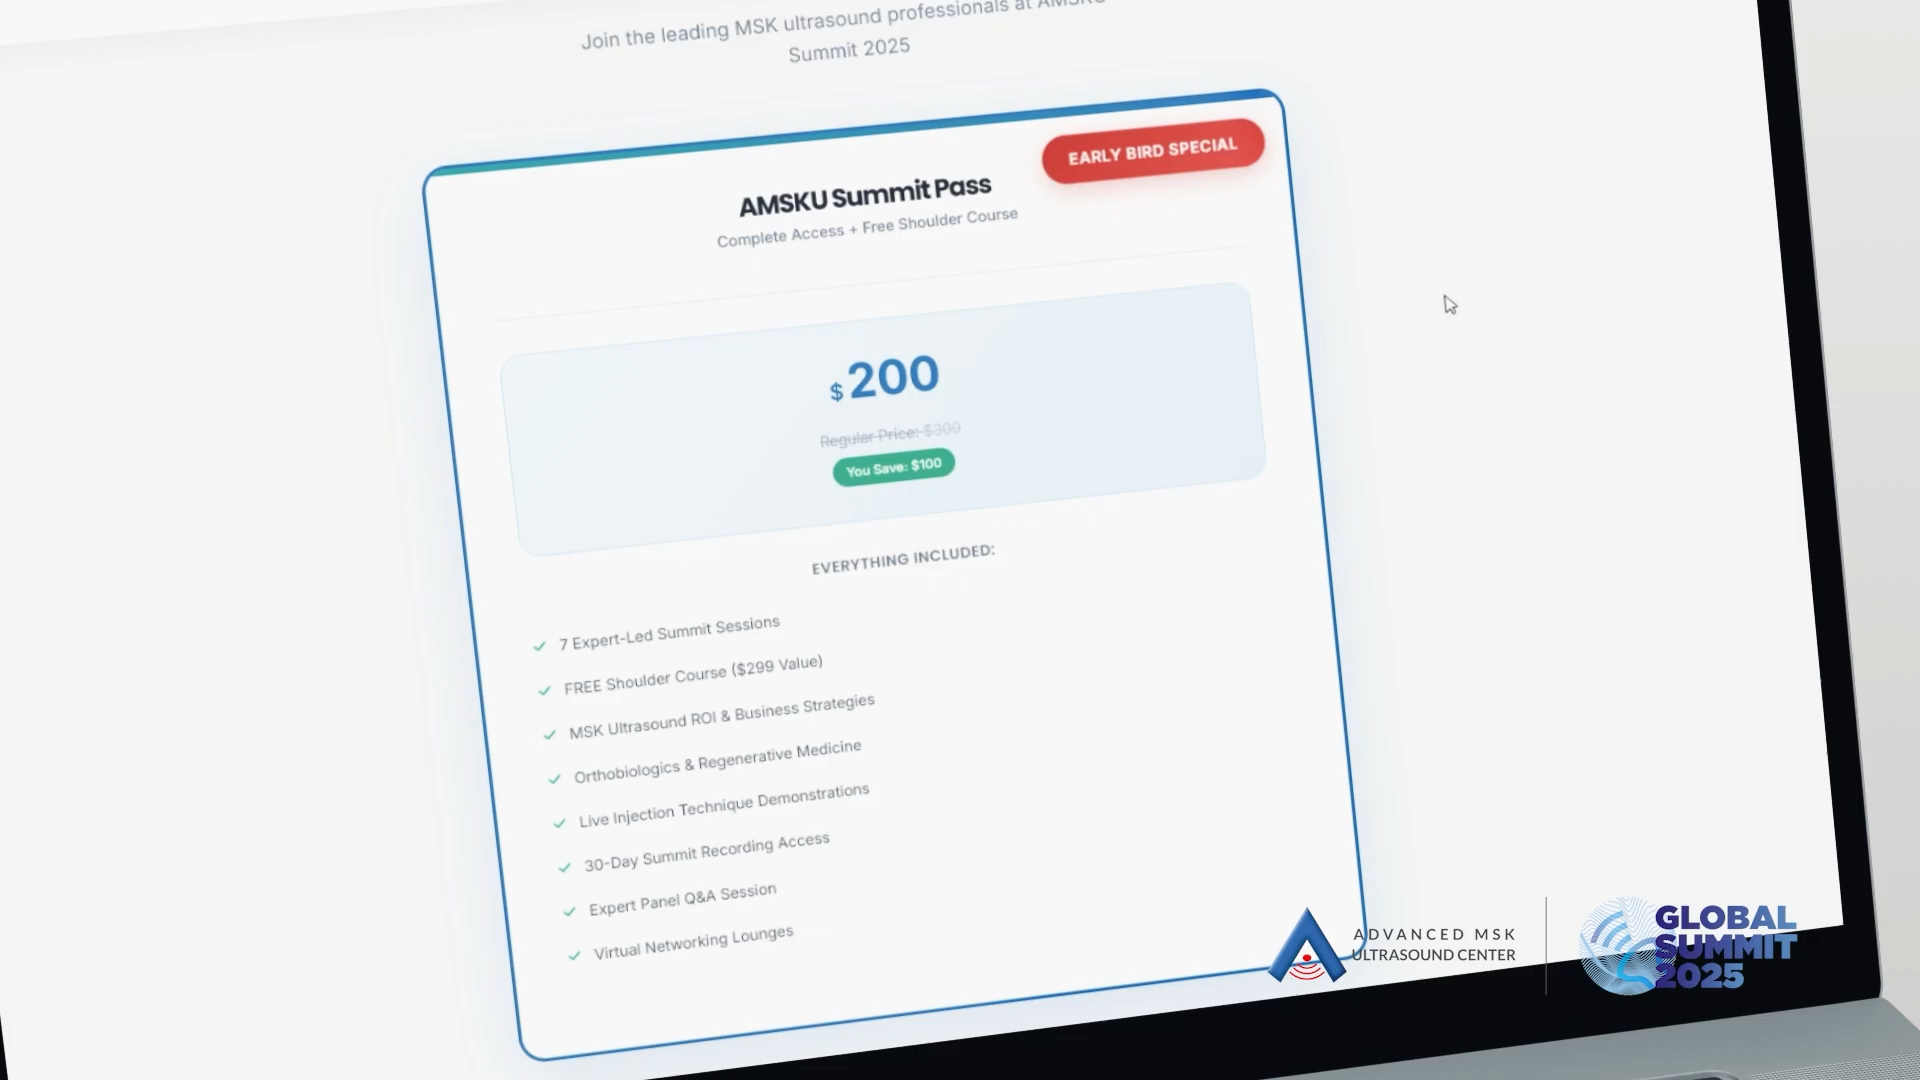 Join the leading MSK ultrasound professionals at AMSKU
Summit 2025
EARLY BIRD SPECIAL
AMSKU Summit Pass
Complete Access + Free Shoulder Course
$200
Regular Price: $300
You Save: $100
EVERYTHING INCLUDED:
7 Expert-Led Summit Sessions
FREE Shoulder Course ($299 Value)
MSK Ultrasound ROI & Business Strategies
Orthobiologics & Regenerative Medicine
Live Injection Technique Demonstrations
30-Day Summit Recording Access
Expert Panel Q&A Session
Virtual Networking Lounges
ADVANCED MSK
ULTRASOUND CENTER
GLOBAL
SUMMIT
2025